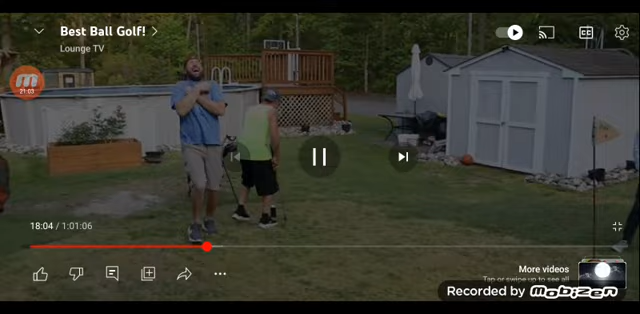 Best Ball Golf!
Lounge TV
CC
m
21:03
18:04 / 1:01:06
More videos
Tap or swipe up to see all
Recorded by MOBIZEN